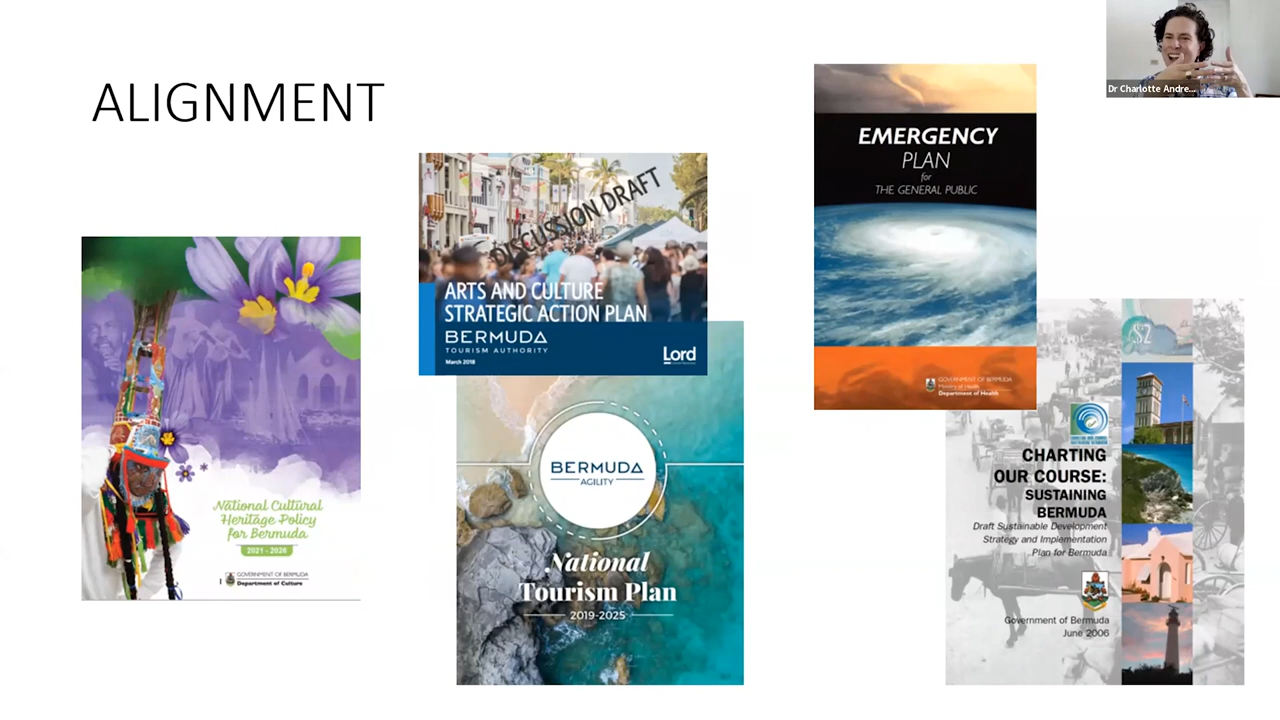 ALIGNMENT
Dr Charlotte Andre...
National Cultural
Heritage Policy
for Bermuda
2021 - 2026
GOVERNMENT OF BERMUDA
Department of Culture
DISCUSSION DRAFT
ARTS AND CULTURE
STRATEGIC ACTION PLAN
BERMUDA
TOURISM AUTHORITY
March 2018
Lord
BERMUDA
AGILITY
National
Tourism Plan
2019-2025
EMERGENCY
PLAN
for
THE GENERAL PUBLIC
GOVERNMENT OF BERMUDA
Ministry of Health
Department of Health
CHARTING
OUR COURSE:
SUSTAINING
BERMUDA
Draft Sustainable Development
Strategy and Implementation
Plan for Bermuda
Government of Bermuda
June 2006